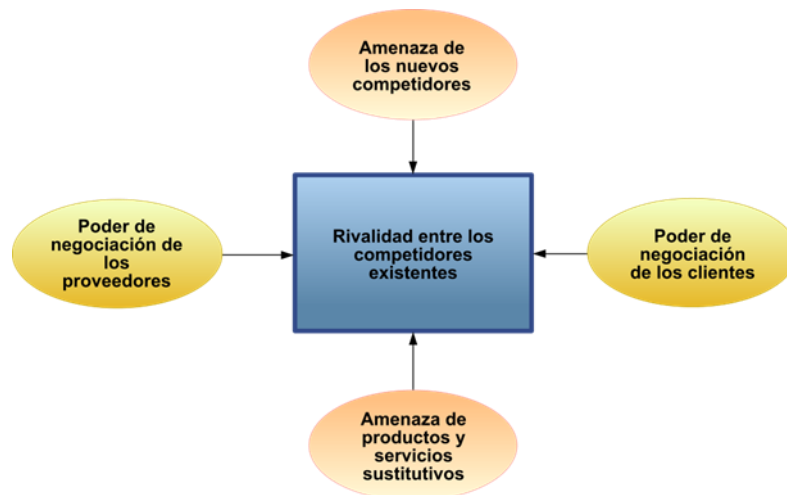 Amenaza de
los nuevos
competidores
Poder de
negociación de
los
proveedores
Rivalidad entre los
competidores
existentes
Poder de
negociación
de los clientes
Amenaza de
productos y
servicios
sustitutivos